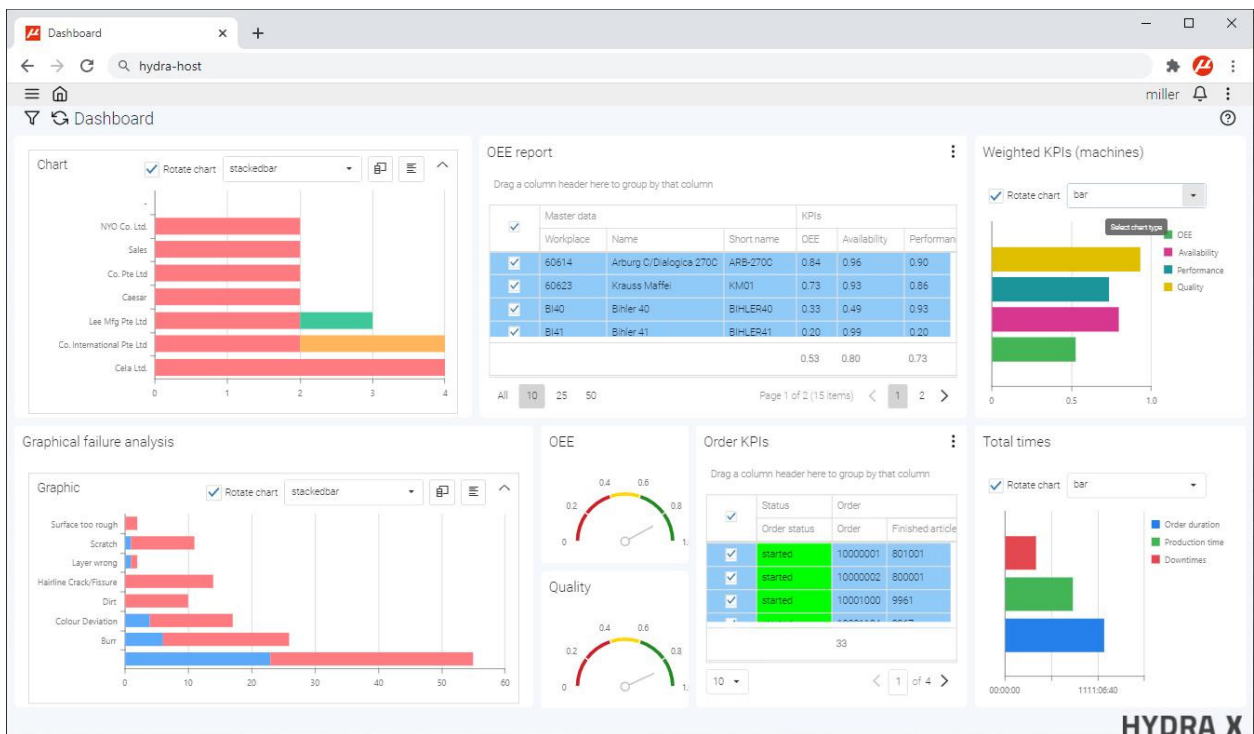 Dashboard
hydra-host
miller
Dashboard
Chart
Rotate chart
stackedbar
-
NYO Co. Ltd.
Sales
Co. Pte Ltd
Caesar
Lee Mfg Pte Ltd
Co. International Pte Ltd
Cela Ltd.
0 1 2 3 4
OEE report
Drag a column header here to group by that column
Master data KPIs
Workplace Name Short name OEE Availability Performan
60614 Arburg C/Dialogica 270C ARB-270C 0.84 0.96 0.90
60623 Krauss Maffei KM01 0.73 0.93 0.86
BI40 Bihler 40 BIHLER40 0.33 0.49 0.93
BI41 Bihler 41 BIHLER41 0.20 0.99 0.20
0.53 0.80 0.73
All 10 25 50 Page 1 of 2 (15 items) 1 2
Weighted KPIs (machines)
Rotate chart bar
Select chart type
OEE
Availability
Performance
Quality
0 0.5 1.0
Graphical failure analysis
Graphic
Rotate chart
stackedbar
Surface too rough
Scratch
Layer wrong
Hairline Crack/Fissure
Dirt
Colour Deviation
Burr
0 10 20 30 40 50 60
OEE
0 0.2 0.4 0.6 0.8 1.
Quality
0 0.2 0.4 0.6 0.8 1.
Order KPIs
Drag a column header here to group by that column
Status Order
Order status Order Finished article
started 10000001 801001
started 10000002 800001
started 10001000 9961
33
10 1 of 4
Total times
Rotate chart bar
Order duration
Production time
Downtimes
00:00:00 1111:06:40
HYDRA X